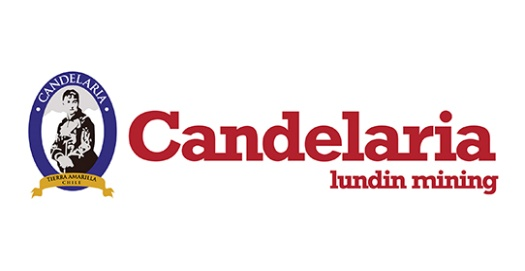 CANDELARIA
TIERRA AMARILLA
CHILE
Candelaria
lundin mining